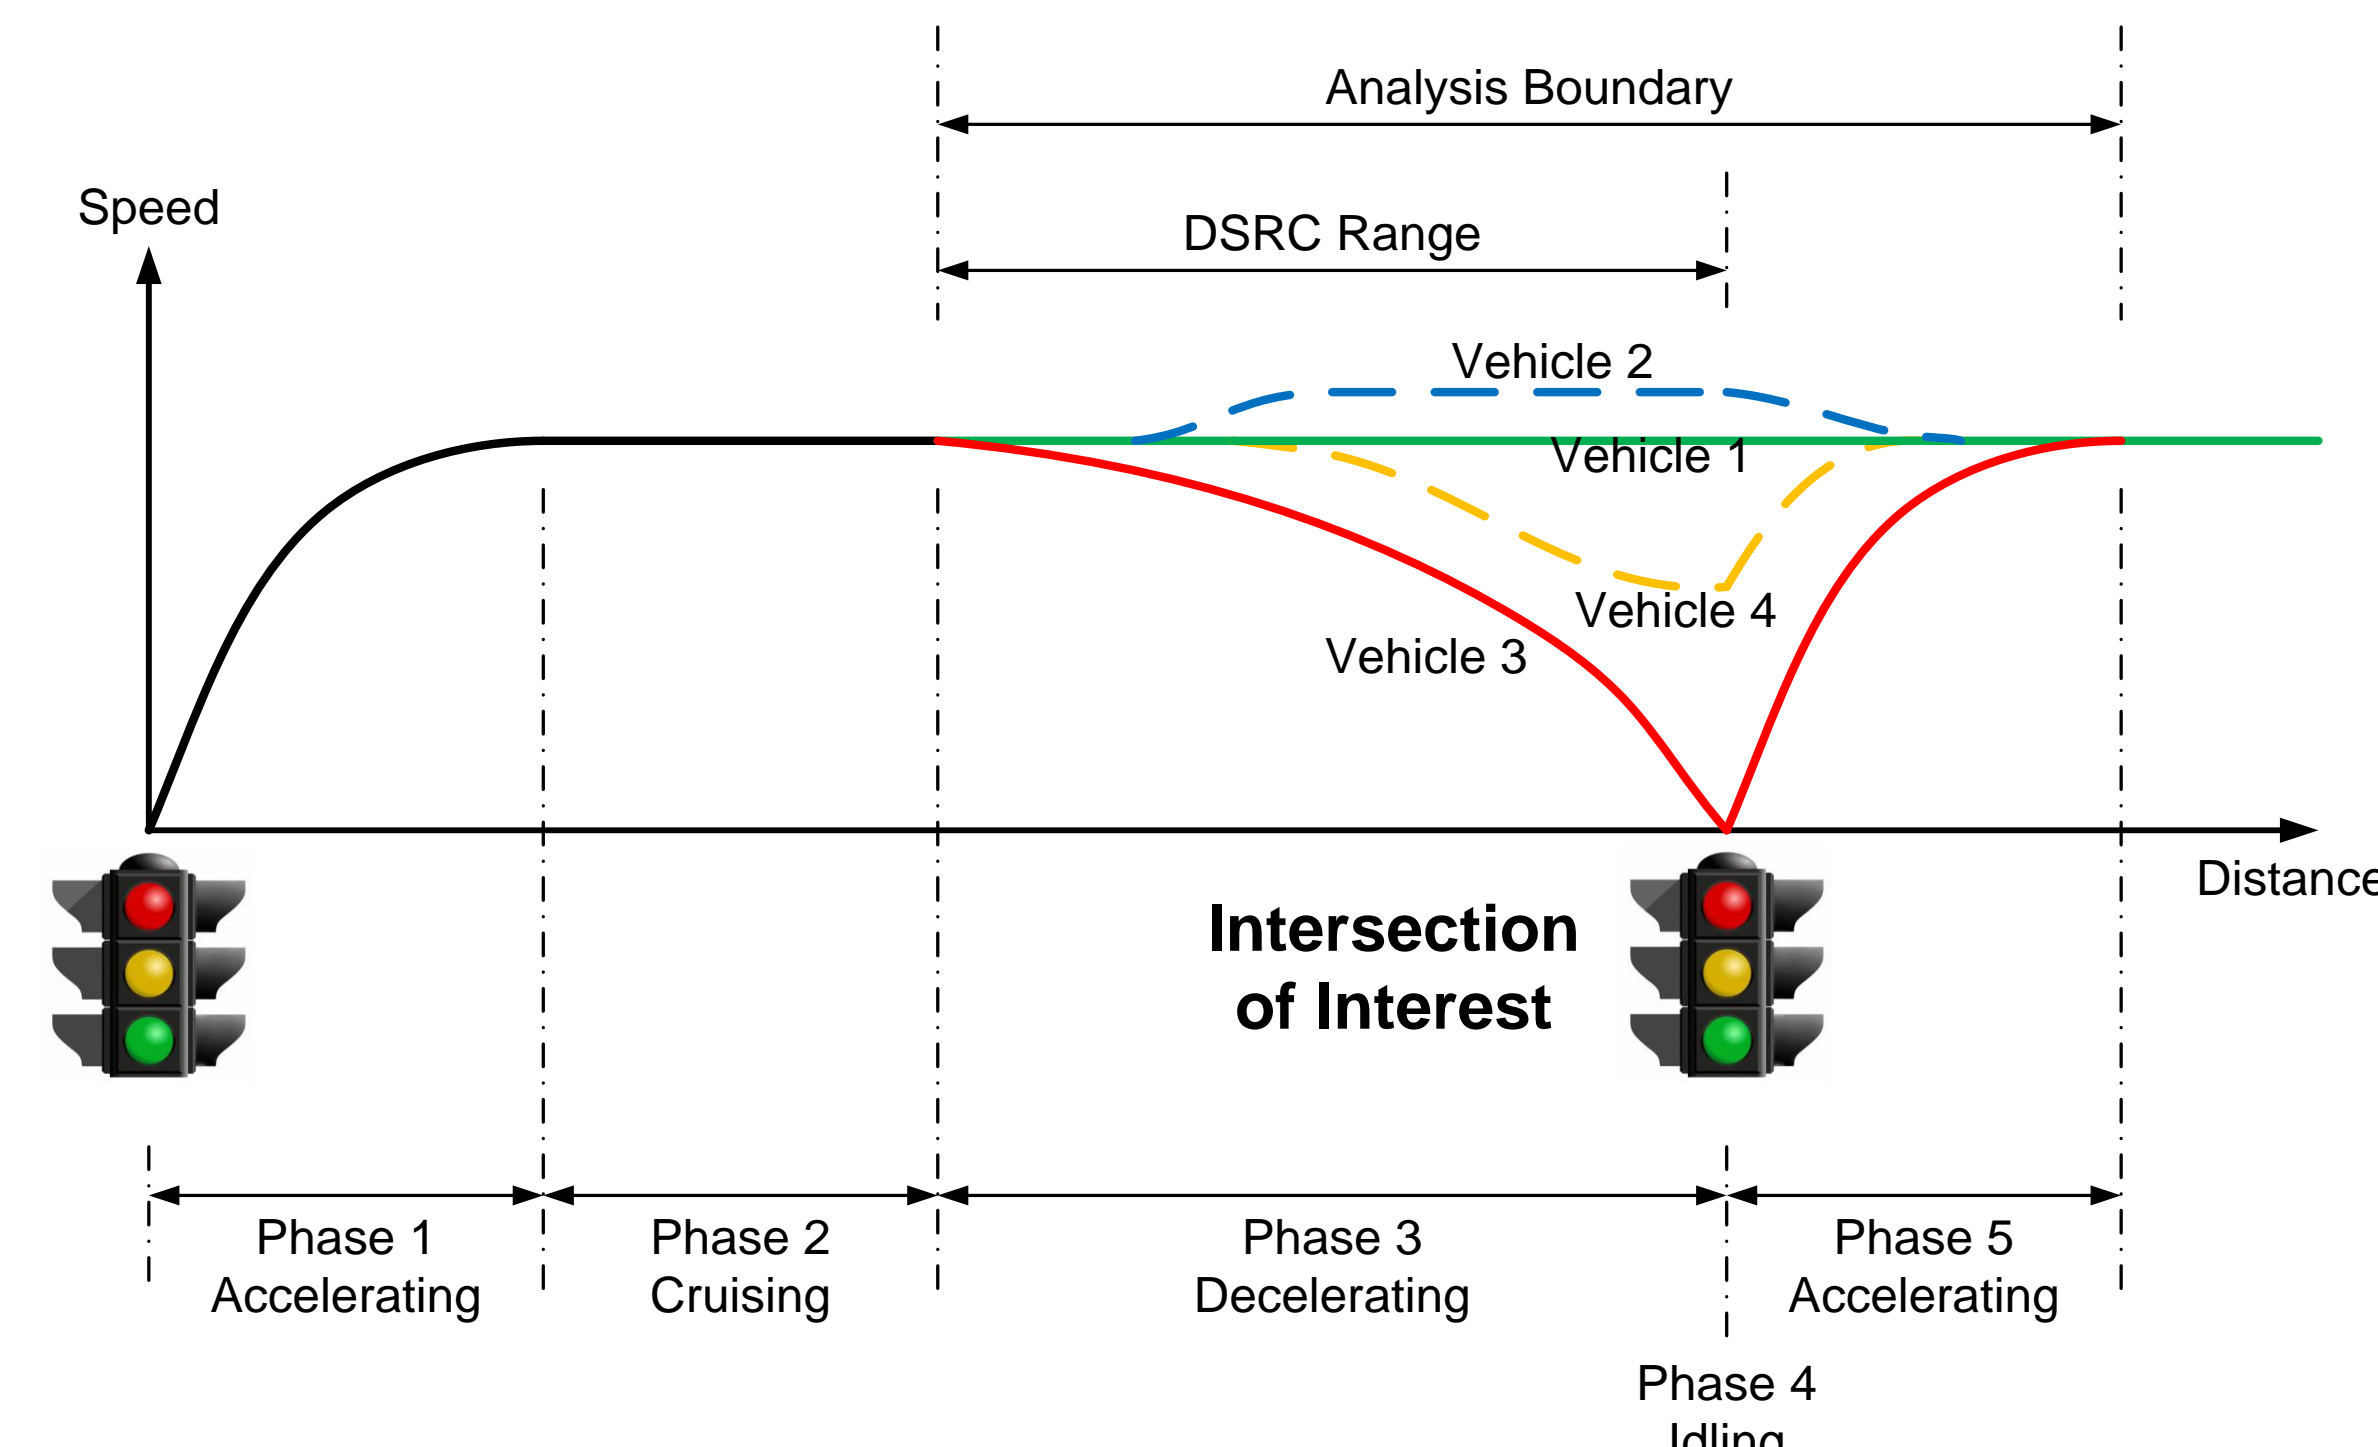 Analysis Boundary
Speed
DSRC Range
Vehicle 2
Vehicle 1
Vehicle 4
Vehicle 3
Distance
Intersection
of Interest
Phase 1
Accelerating
Phase 2
Cruising
Phase 3
Decelerating
Phase 5
Accelerating
Phase 4
Idling